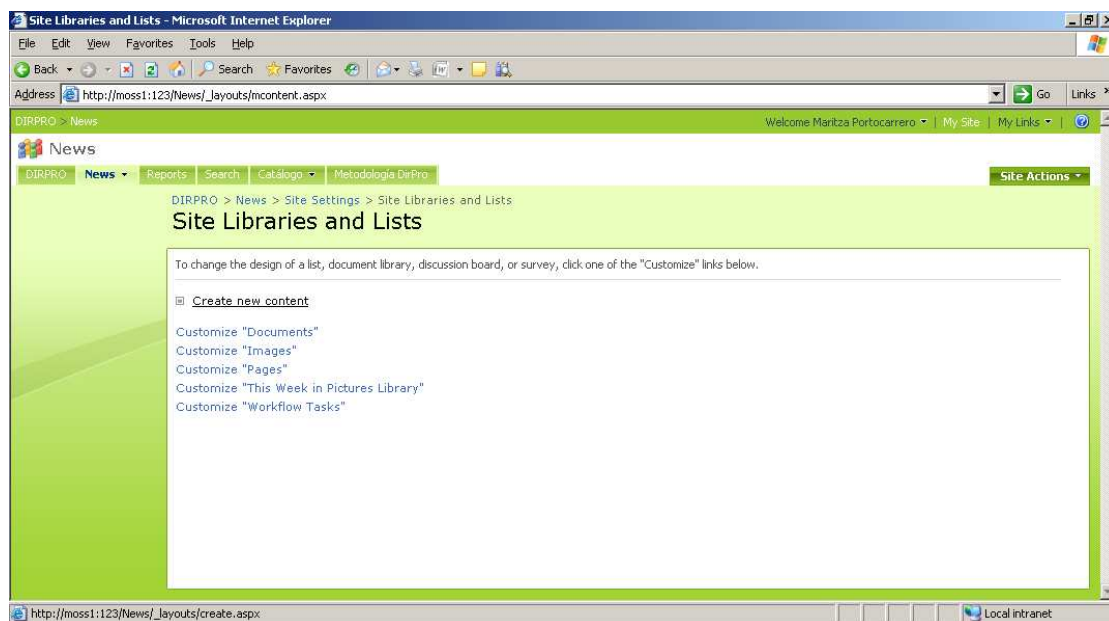 Site Libraries and Lists - Microsoft Internet Explorer
File Edit View Favorites Tools Help
Back Search Favorites
Address http://moss1:123/News/_layouts/mcontent.aspx Go Links
DIRPRO > News Welcome Maritza Portocarrero | My Site | My Links |
News
DIRPRO News Reports Search Catálogo Metodología DirPro Site Actions
DIRPRO > News > Site Settings > Site Libraries and Lists
Site Libraries and Lists
To change the design of a list, document library, discussion board, or survey, click one of the "Customize" links below.
Create new content
Customize "Documents"
Customize "Images"
Customize "Pages"
Customize "This Week in Pictures Library"
Customize "Workflow Tasks"
http://moss1:123/News/_layouts/create.aspx Local intranet